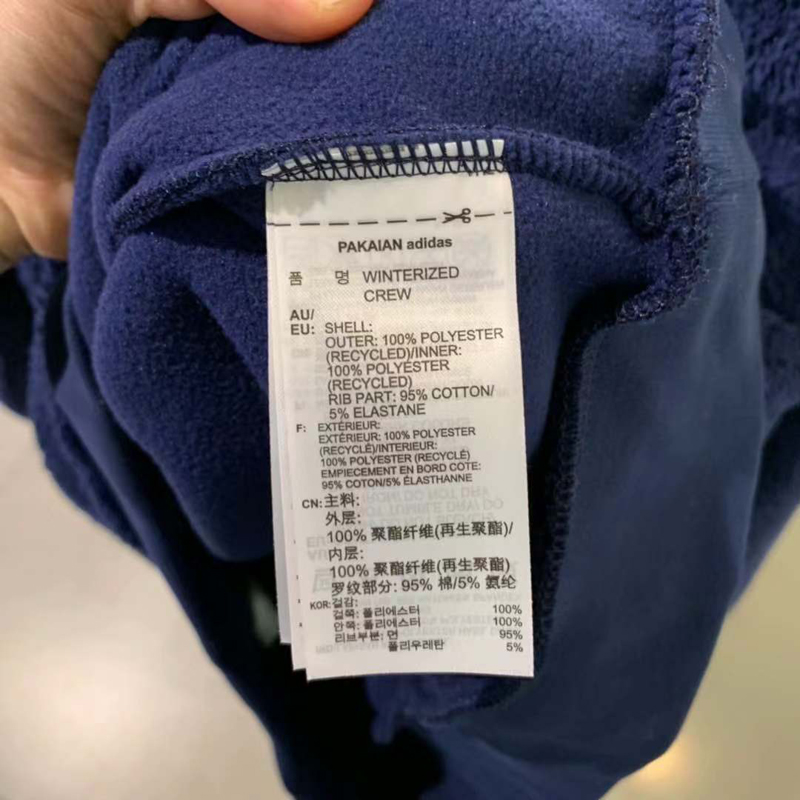 PAKAIAN adidas
품 명 WINTERIZED
CREW
AU/
EU: SHELL:
OUTER: 100% POLYESTER
(RECYCLED)/INNER:
100% POLYESTER
(RECYCLED)
RIB PART: 95% COTTON/
5% ELASTANE
F: EXTÉRIEUR:
EXTÉRIEUR: 100% POLYESTER
(RECYCLÉ)/INTERIEUR:
100% POLYESTER (RECYCLÉ)
EMPIECEMENT EN BORD COTE:
95% COTON/5% ÉLASTHANNE
CN: 主料:
外层:
100% 聚酯纤维(再生聚酯)/
内层:
100% 聚酯纤维(再生聚酯)
罗纹部分: 95% 棉/5% 氨纶
KOR: 겉감:
겉쪽: 폴리에스터 100%
안쪽: 폴리에스터 100%
리브부분: 면 95%
폴리우레탄 5%